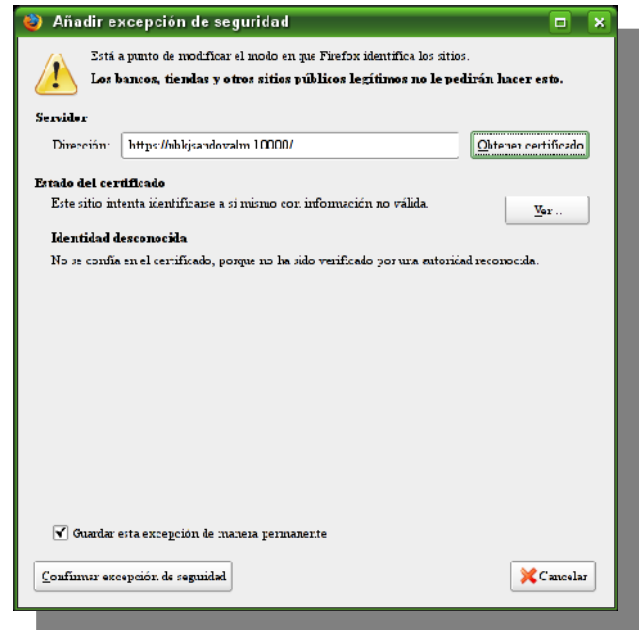 Añadir excepción de seguridad
Está a punto de modificar el modo en que Firefox identifica los sitios.
Los bancos, tiendas y otros sitios públicos legítimos no le pedirán hacer esto.
Servidor
Dirección:
Obtener certificado
Estado del certificado
Este sitio intenta identificarse a si mismo con información no válida.
Ver...
Identidad desconocida
No se confía en el certificado, porque no ha sido verificado por una autoridad reconocida.
Guardar esta excepción de manera permanente
Confirmar excepción de seguridad
Cancelar